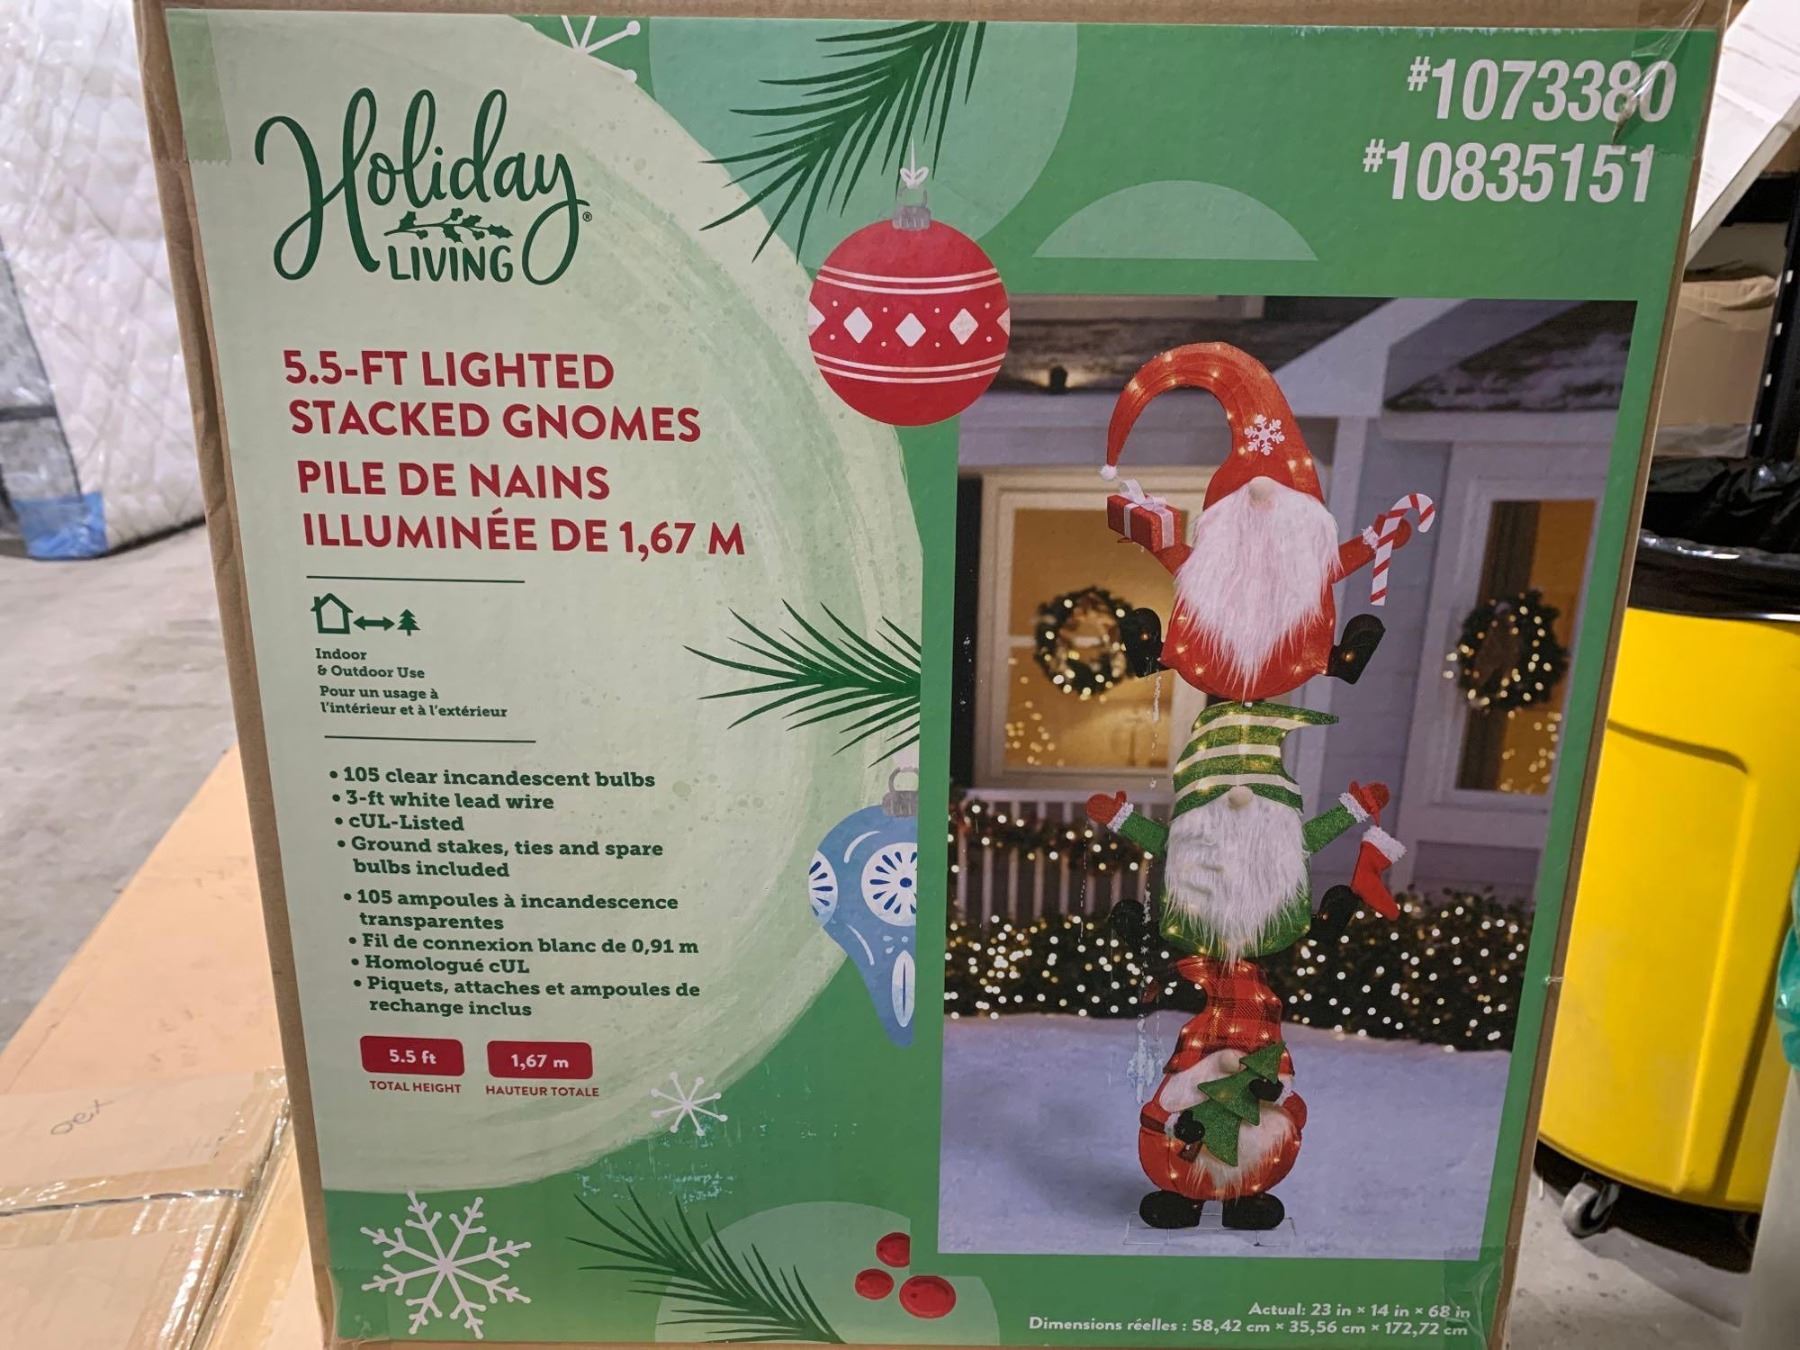 Holiday
LIVING®
#1073380
#10835151
5.5-FT LIGHTED
STACKED GNOMES
PILE DE NAINS
ILLUMINÉE DE 1,67 M
Indoor
& Outdoor Use
Pour un usage à
l'intérieur et à l'extérieur
• 105 clear incandescent bulbs
• 3-ft white lead wire
• cUL-Listed
• Ground stakes, ties and spare
bulbs included
• 105 ampoules à incandescence
transparentes
• Fil de connexion blanc de 0,91 m
• Homologué cUL
• Piquets, attaches et ampoules de
rechange inclus
5.5 ft 1,67 m
TOTAL HEIGHT HAUTEUR TOTALE
Actual: 23 in × 14 in × 68 in
Dimensions réelles : 58,42 cm × 35,56 cm × 172,72 cm